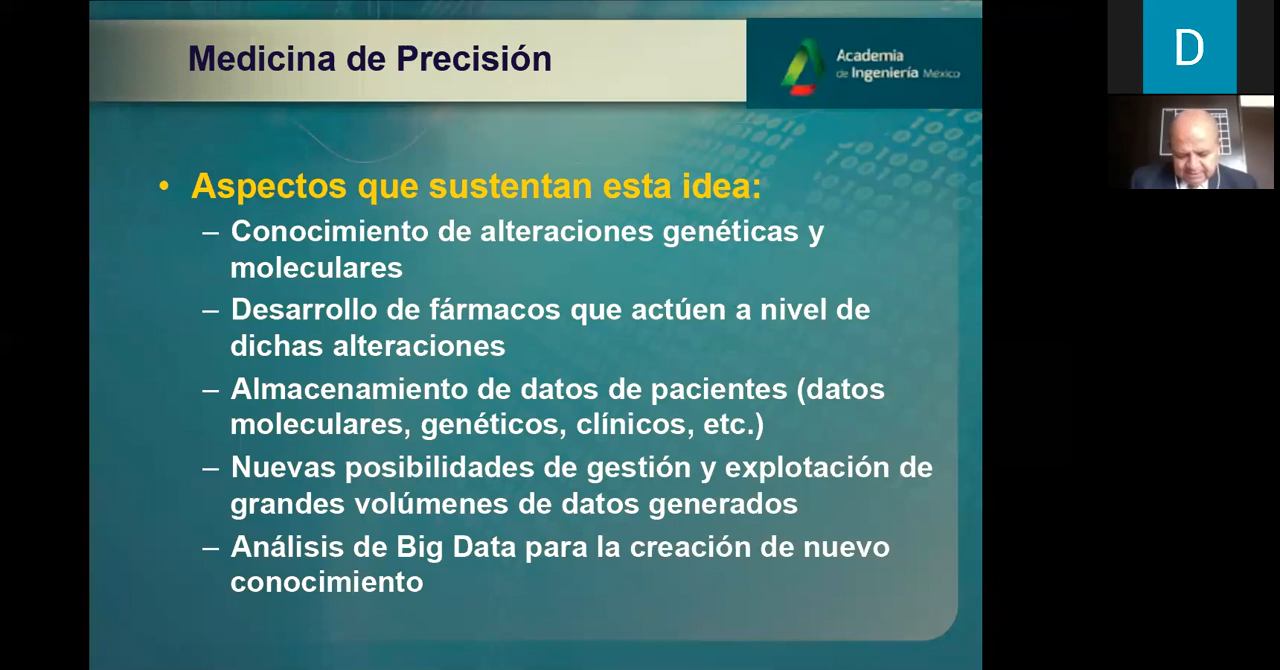 Medicina de Precisión
Academia
de Ingeniería México
D
• Aspectos que sustentan esta idea:
– Conocimiento de alteraciones genéticas y
moleculares
– Desarrollo de fármacos que actúen a nivel de
dichas alteraciones
– Almacenamiento de datos de pacientes (datos
moleculares, genéticos, clínicos, etc.)
– Nuevas posibilidades de gestión y explotación de
grandes volúmenes de datos generados
– Análisis de Big Data para la creación de nuevo
conocimiento